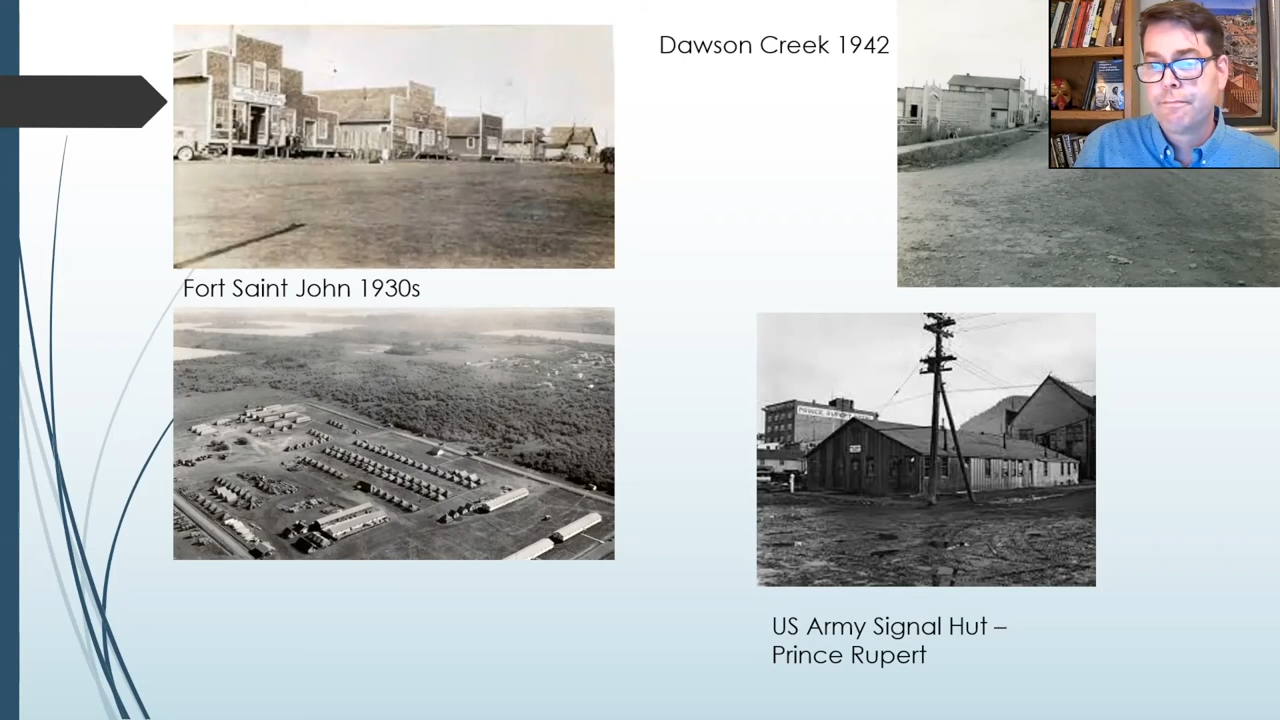 Dawson Creek 1942
Fort Saint John 1930s
US Army Signal Hut –
Prince Rupert